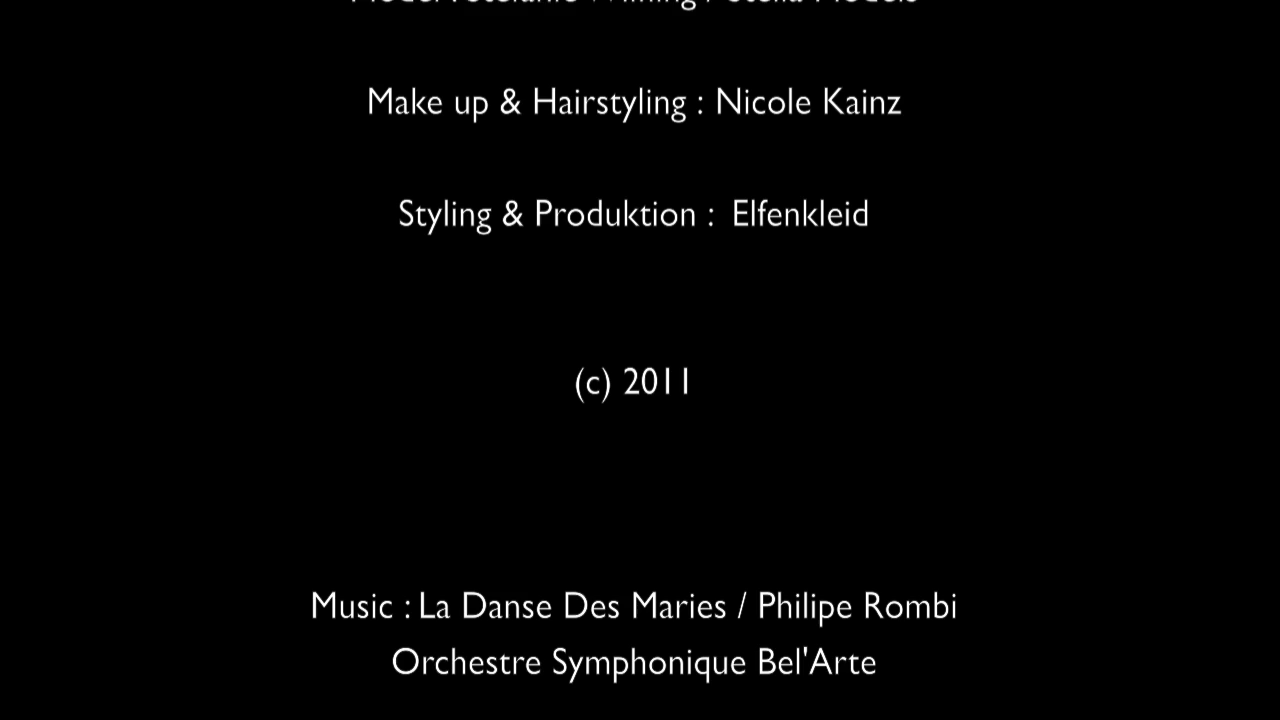 Models
Make up & Hairstyling : Nicole Kainz
Styling & Produktion :  Elfenkleid
(c) 2011
Music : La Danse Des Maries / Philipe Rombi
Orchestre Symphonique Bel'Arte